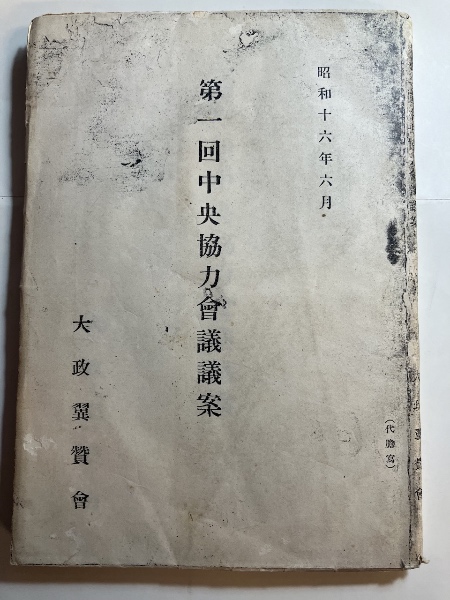 昭和十六年六月
第一回中央協力會議議案
大政翼贊會
(代謄寫)